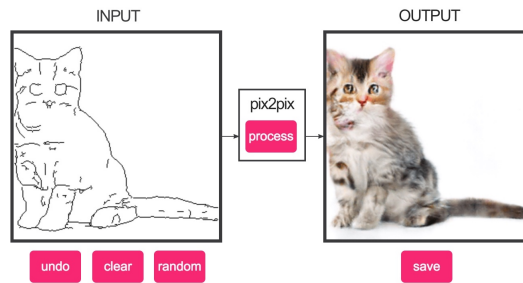 INPUT
OUTPUT
pix2pix
process
undo
clear
random
save